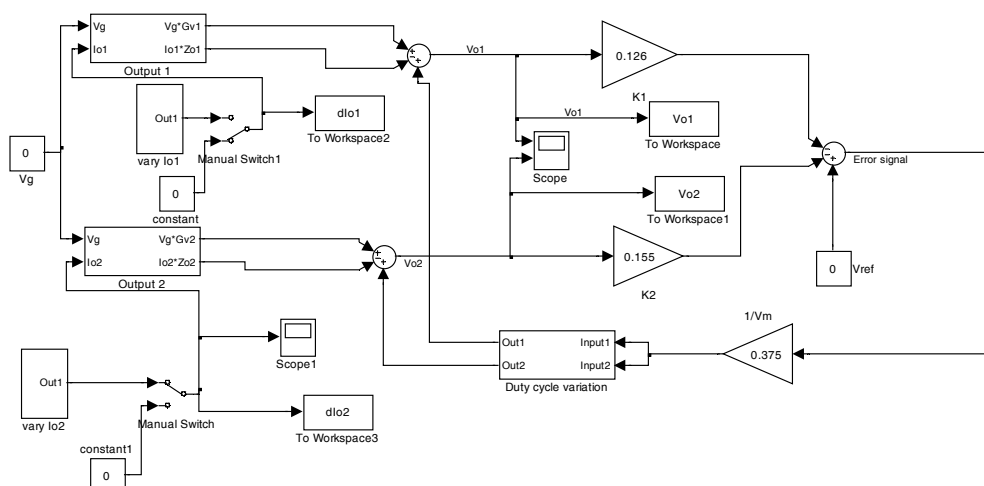 Vg
Vg*Gv1
Io1
Io1*Zo1
Output 1
Vo1
0.126
K1
Out1
vary Io1
Manual Switch1
dIo1
To Workspace2
Vo1
Vo1
To Workspace
Scope
0
Vg
0
constant
Error signal
Vo2
To Workspace1
Vg
Vg*Gv2
Io2
Io2*Zo2
Output 2
Vo2
0.155
K2
0
Vref
1/Vm
0.375
Out1
Input1
Out2
Input2
Duty cycle variation
Scope1
Out1
vary Io2
Manual Switch
dIo2
To Workspace3
constant1
0